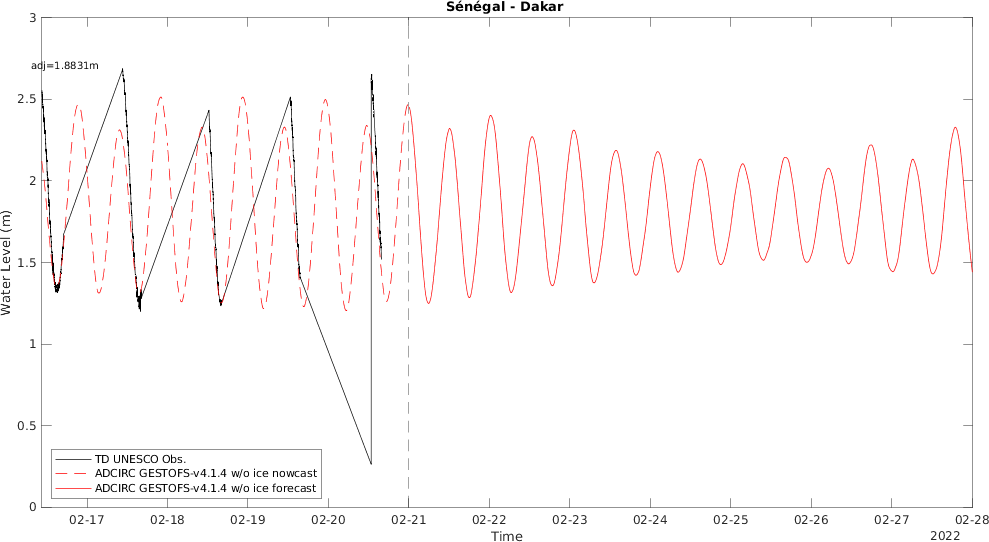 Sénégal - Dakar
3
adj=1.8831m
2.5
2
1.5
1
0.5
0
Water Level (m)
TD UNESCO Obs.
ADCIRC GESTOFS-v4.1.4 w/o ice nowcast
ADCIRC GESTOFS-v4.1.4 w/o ice forecast
02-17 02-18 02-19 02-20 02-21 02-22 02-23 02-24 02-25 02-26 02-27 02-28
Time
2022